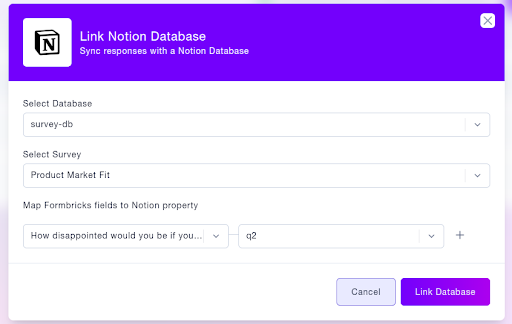 Link Notion Database
Sync responses with a Notion Database
Select Database
survey-db
Select Survey
Product Market Fit
Map Formbricks fields to Notion property
How disappointed would you be if you...
q2
Cancel
Link Database